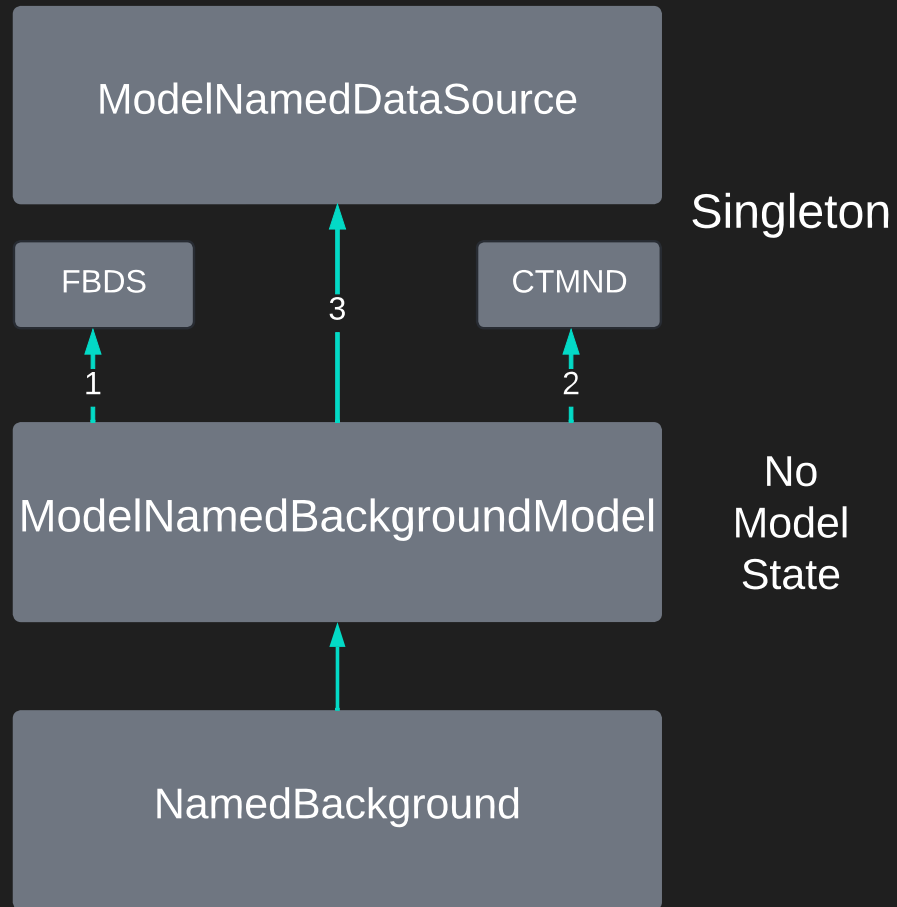 ModelNamedDataSource
Singleton
FBDS
CTMND
3
1
2
ModelNamedBackgroundModel
No
Model
State
NamedBackground